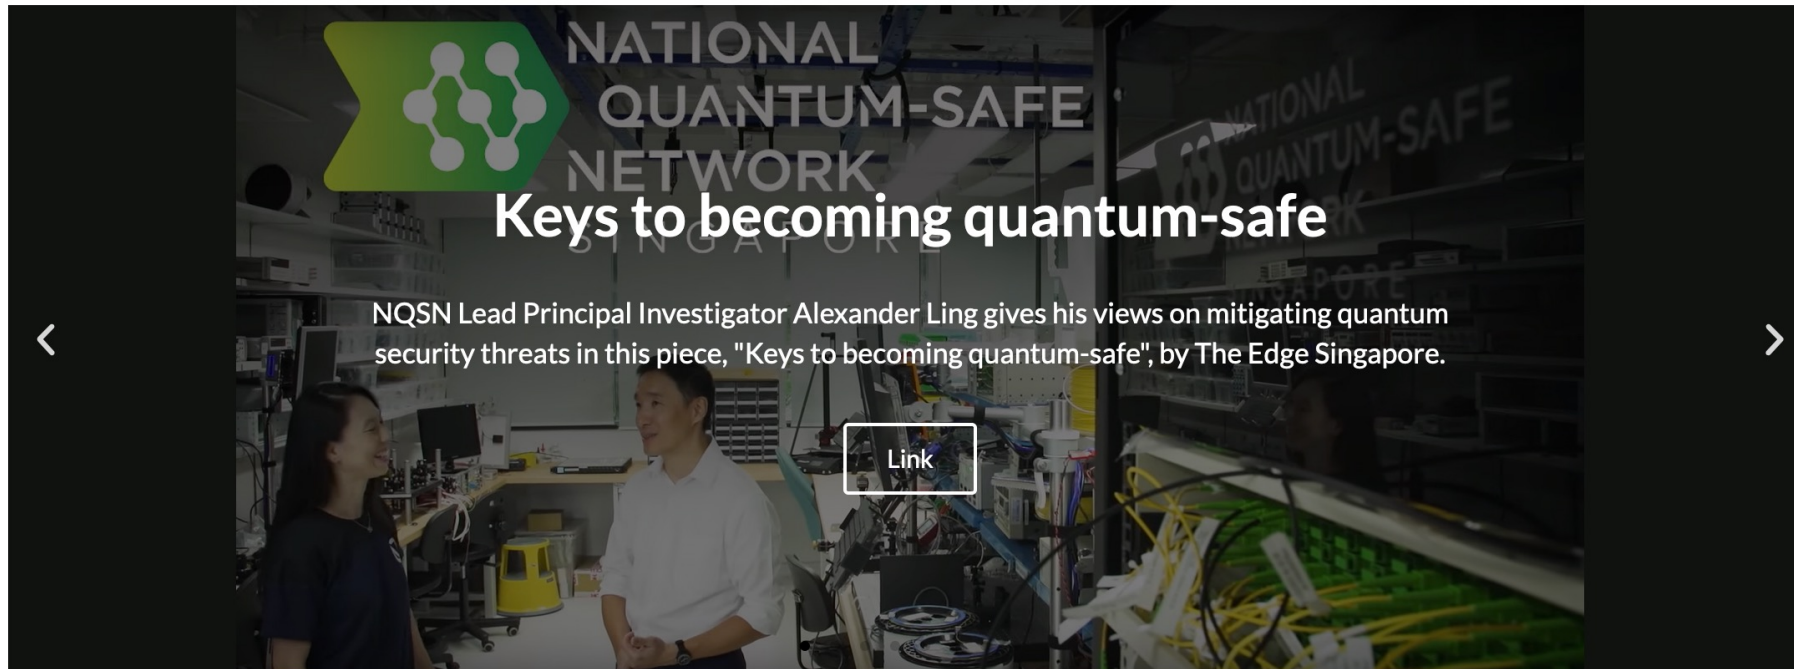 NATIONAL
QUANTUM-SAFE
NETWORK
SINGAPORE
NATIONAL
QUANTUM-SAFE
NETWORK
SINGAPORE
Keys to becoming quantum-safe
NQSN Lead Principal Investigator Alexander Ling gives his views on mitigating quantum
security threats in this piece, "Keys to becoming quantum-safe", by The Edge Singapore.
Link